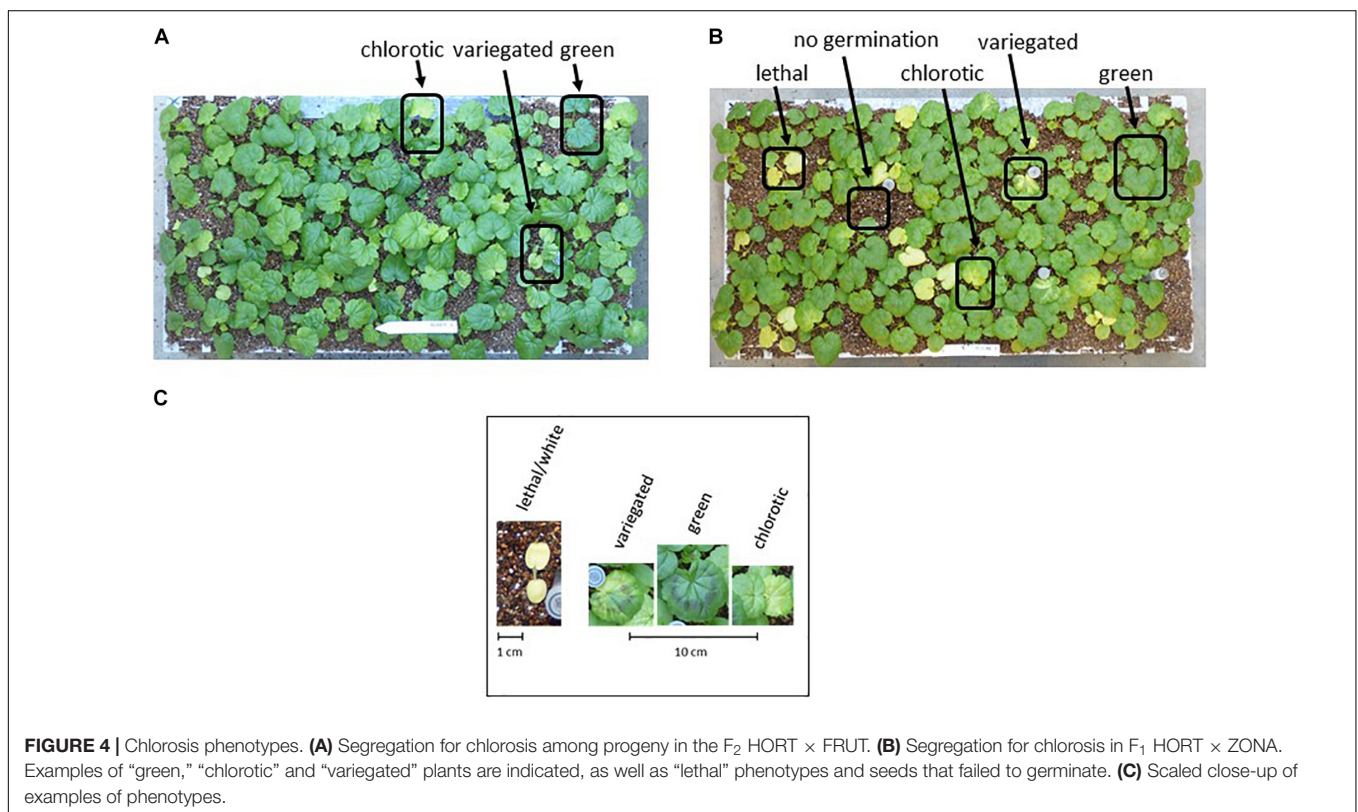 A
chlorotic variegated green
B
no germination
variegated
lethal
chlorotic
green
C
lethal/white
variegated
green
chlorotic
1 cm
10 cm
FIGURE 4 | Chlorosis phenotypes. (A) Segregation for chlorosis among progeny in the F2 HORT × FRUT. (B) Segregation for chlorosis in F1 HORT × ZONA.
Examples of “green,” “chlorotic” and “variegated” plants are indicated, as well as “lethal” phenotypes and seeds that failed to germinate. (C) Scaled close-up of
examples of phenotypes.